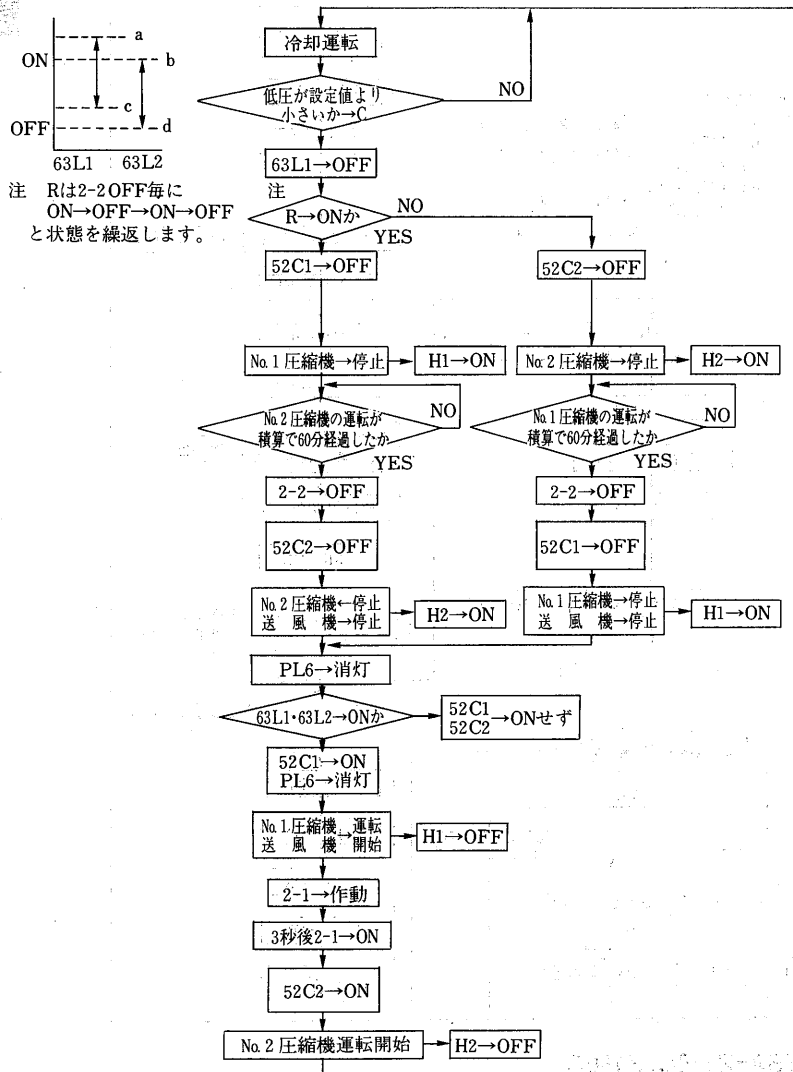 ON
OFF
a
b
c
d
63L1 63L2
注 Rは2-2 OFF毎に
ON→OFF→ON→OFF
と状態を繰返します。
冷却運転
低圧が設定値より
小さいか→C
NO
63L1→OFF
注
R→ONか
NO
YES
52C1→OFF
52C2→OFF
No.1圧縮機→停止
H1→ON
No.2圧縮機→停止
H2→ON
No.2圧縮機の運転が
積算で60分経過したか
NO
YES
No.1圧縮機の運転が
積算で60分経過したか
NO
YES
2-2→OFF
2-2→OFF
52C2→OFF
52C1→OFF
No.2圧縮機←停止
送風機→停止
H2→ON
No.1圧縮機→停止
送風機→停止
H1→ON
PL6→消灯
63L1・63L2→ONか
52C1
52C2→ONせず
52C1→ON
PL6→消灯
No.1圧縮機→運転
送風機 開始
H1→OFF
2-1→作動
3秒後2-1→ON
52C2→ON
No.2圧縮機運転開始
H2→OFF